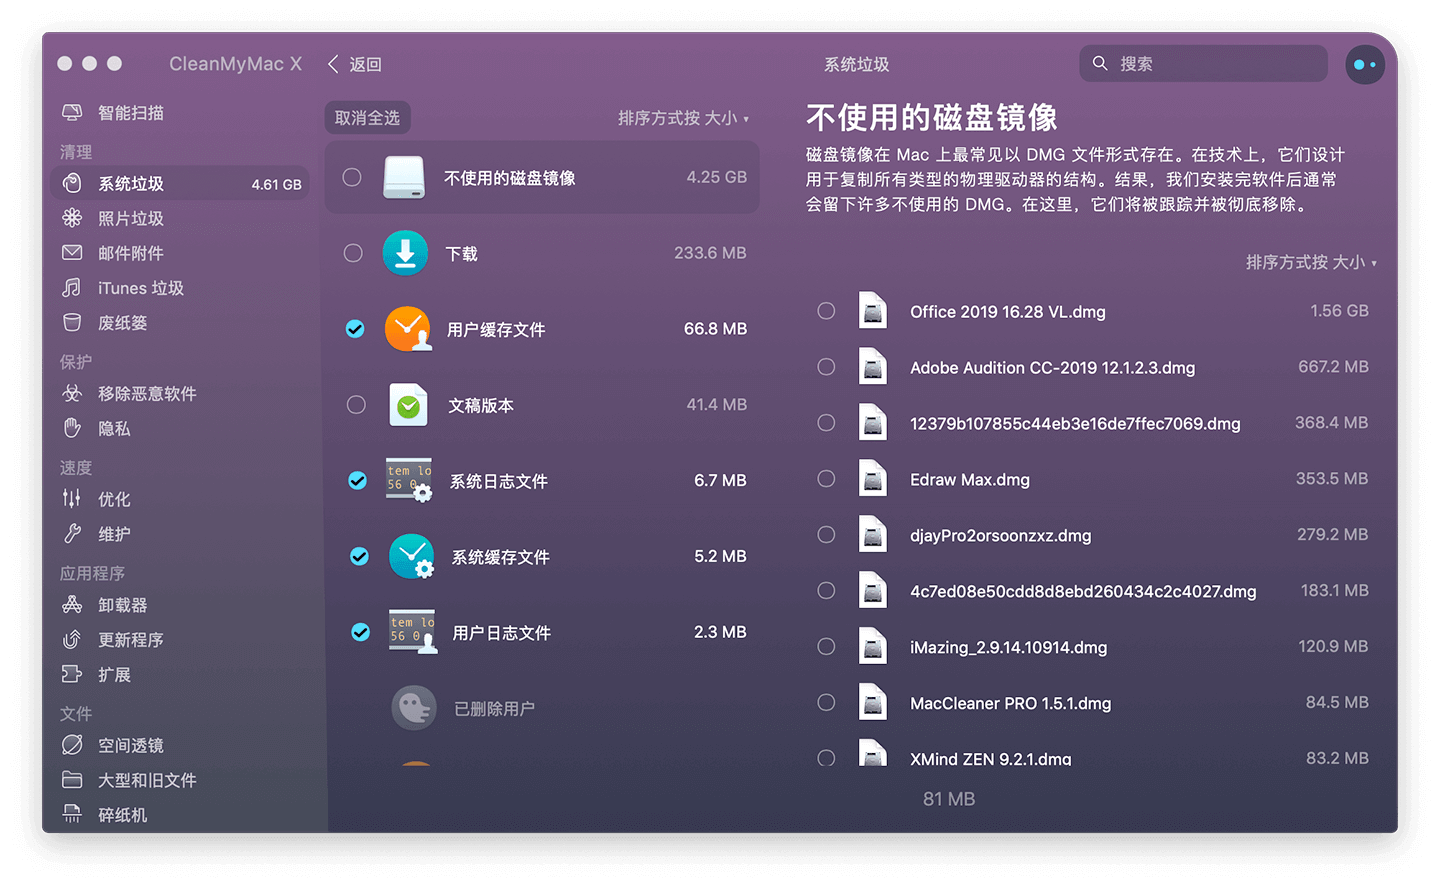 CleanMyMac X
返回
系统垃圾
搜索
智能扫描
清理
系统垃圾 4.61 GB
照片垃圾
邮件附件
iTunes 垃圾
废纸篓
保护
移除恶意软件
隐私
速度
优化
维护
应用程序
卸载器
更新程序
扩展
文件
空间透镜
大型和旧文件
碎纸机
取消全选 排序方式按 大小 ▾
不使用的磁盘镜像 4.25 GB
下载 233.6 MB
用户缓存文件 66.8 MB
文稿版本 41.4 MB
tem lo
56 0
系统日志文件 6.7 MB
系统缓存文件 5.2 MB
tem lo
56 0
用户日志文件 2.3 MB
已删除用户
不使用的磁盘镜像
磁盘镜像在 Mac 上最常见以 DMG 文件形式存在。在技术上，它们设计
用于复制所有类型的物理驱动器的结构。结果，我们安装完软件后通常
会留下许多不使用的 DMG。在这里，它们将被跟踪并被彻底移除。
排序方式按 大小 ▾
Office 2019 16.28 VL.dmg 1.56 GB
Adobe Audition CC-2019 12.1.2.3.dmg 667.2 MB
12379b107855c44eb3e16de7ffec7069.dmg 368.4 MB
Edraw Max.dmg 353.5 MB
djayPro2orsoonzxz.dmg 279.2 MB
4c7ed08e50cdd8d8ebd260434c2c4027.dmg 183.1 MB
iMazing_2.9.14.10914.dmg 120.9 MB
MacCleaner PRO 1.5.1.dmg 84.5 MB
XMind ZEN 9.2.1.dmg 83.2 MB
81 MB